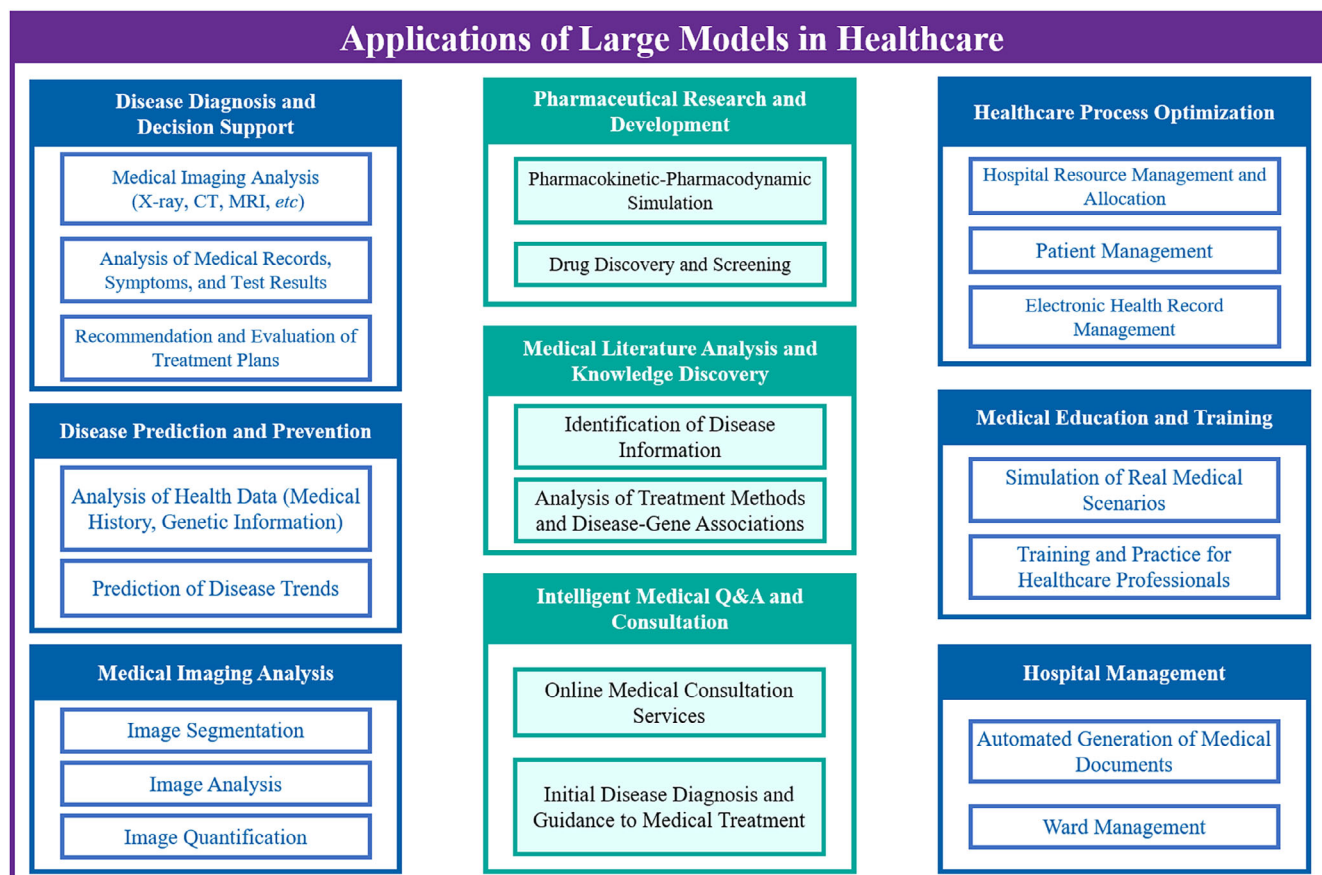 Applications of Large Models in Healthcare
Disease Diagnosis and
Decision Support
Medical Imaging Analysis
(X-ray, CT, MRI, etc)
Analysis of Medical Records,
Symptoms, and Test Results
Recommendation and Evaluation of
Treatment Plans
Disease Prediction and Prevention
Analysis of Health Data (Medical
History, Genetic Information)
Prediction of Disease Trends
Medical Imaging Analysis
Image Segmentation
Image Analysis
Image Quantification
Pharmaceutical Research and
Development
Pharmacokinetic-Pharmacodynamic
Simulation
Drug Discovery and Screening
Medical Literature Analysis and
Knowledge Discovery
Identification of Disease
Information
Analysis of Treatment Methods
and Disease-Gene Associations
Intelligent Medical Q&A and
Consultation
Online Medical Consultation
Services
Initial Disease Diagnosis and
Guidance to Medical Treatment
Healthcare Process Optimization
Hospital Resource Management and
Allocation
Patient Management
Electronic Health Record
Management
Medical Education and Training
Simulation of Real Medical
Scenarios
Training and Practice for
Healthcare Professionals
Hospital Management
Automated Generation of Medical
Documents
Ward Management